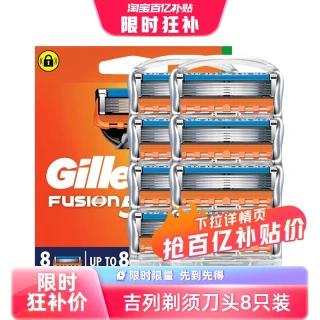 淘宝百亿补贴
限时狂补
Gille
FUSION5
8
UP TO 8
下拉详情页
抢百亿补贴价
限时
狂补价
限时限量 先到先得
吉列剃须刀头8只装